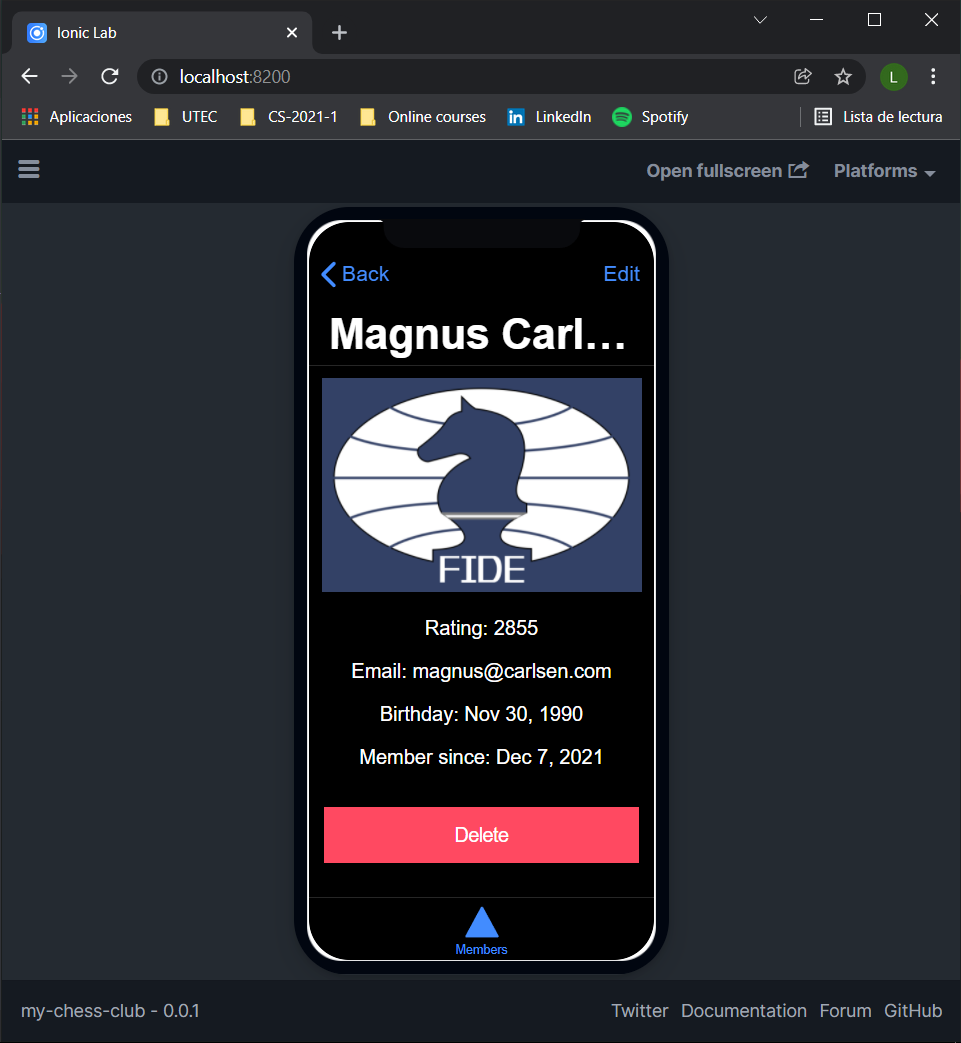 Ionic Lab
localhost:8200
L
Aplicaciones UTEC CS-2021-1 Online courses LinkedIn Spotify Lista de lectura
Open fullscreen Platforms
Back Edit
Magnus Carl...
FIDE
Rating: 2855
Email: magnus@carlsen.com
Birthday: Nov 30, 1990
Member since: Dec 7, 2021
Delete
Members
my-chess-club - 0.0.1 Twitter Documentation Forum GitHub